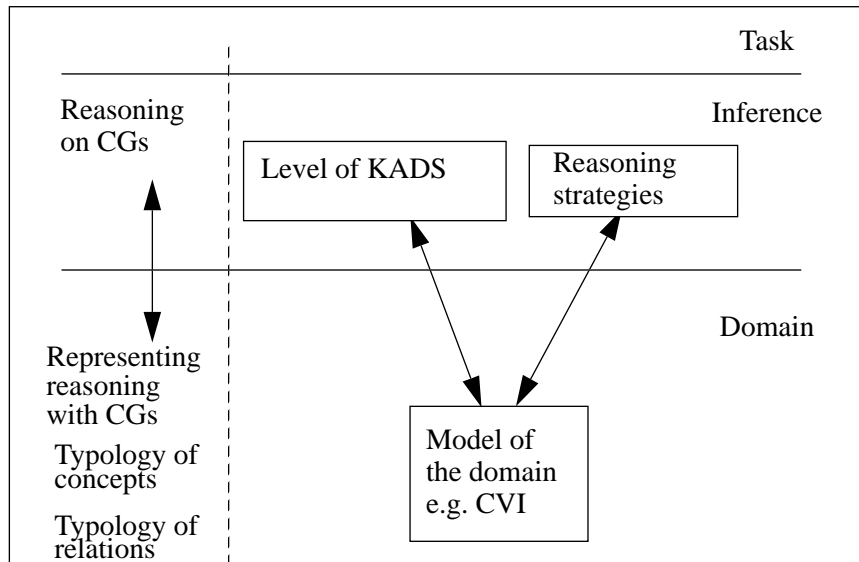 Task
Reasoning
on CGs
Inference
Level of KADS
Reasoning
strategies
Domain
Representing
reasoning
with CGs
Typology of
concepts
Typology of
relations
Model of
the domain
e.g. CVI